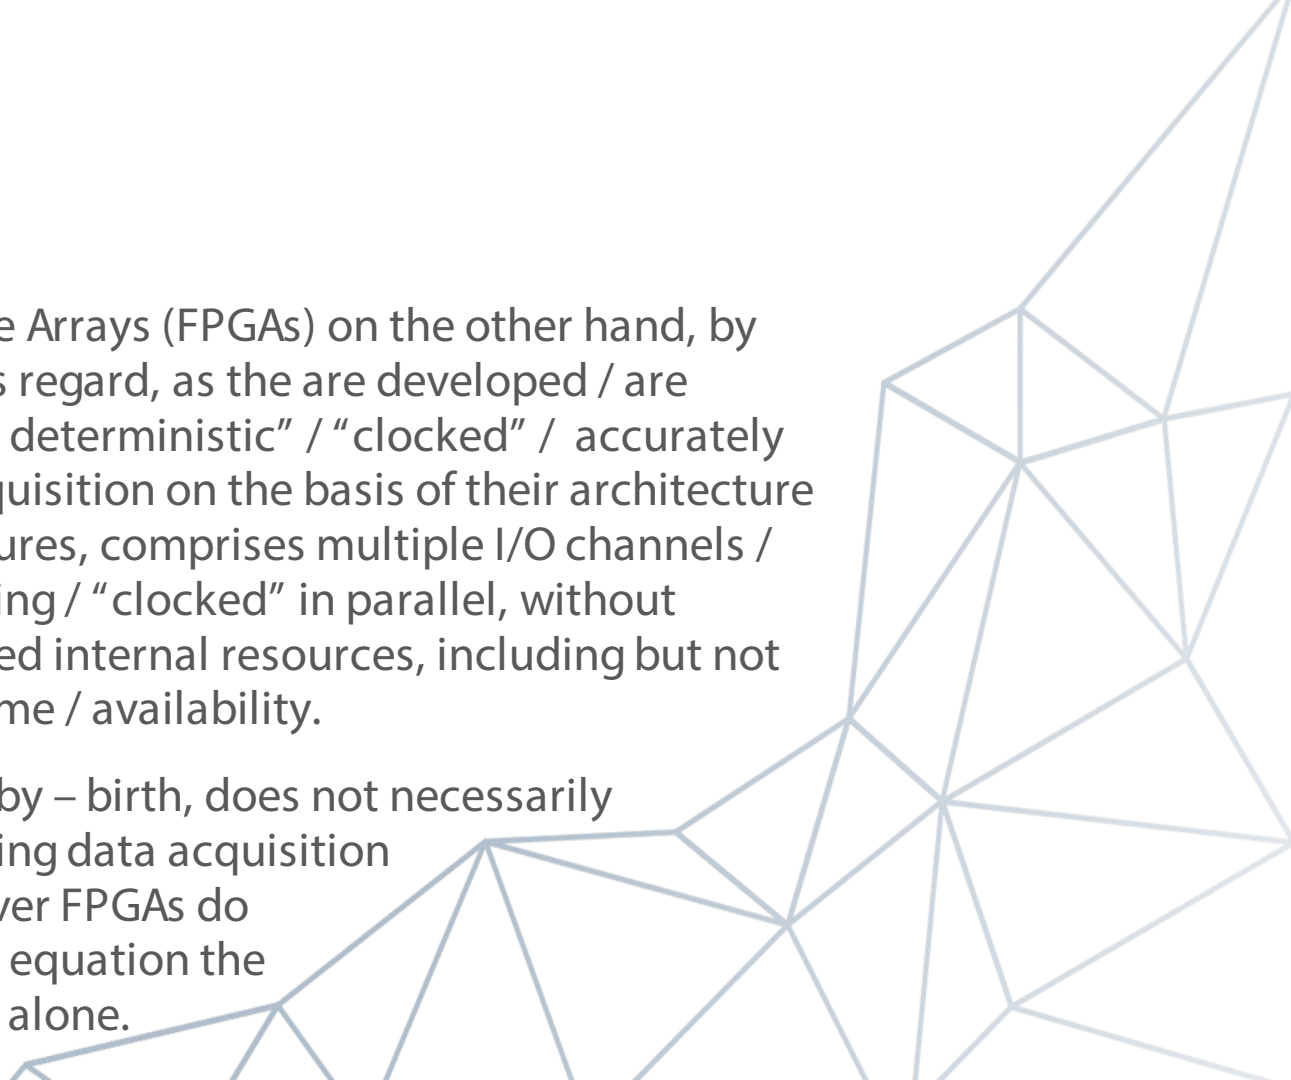 e Arrays (FPGAs) on the other hand, by
s regard, as the are developed / are
deterministic” / “clocked” / accurately
quisition on the basis of their architecture
ures, comprises multiple I/O channels /
ing / “clocked” in parallel, without
ed internal resources, including but not
me / availability.
by – birth, does not necessarily
ing data acquisition
ver FPGAs do
equation the
alone.